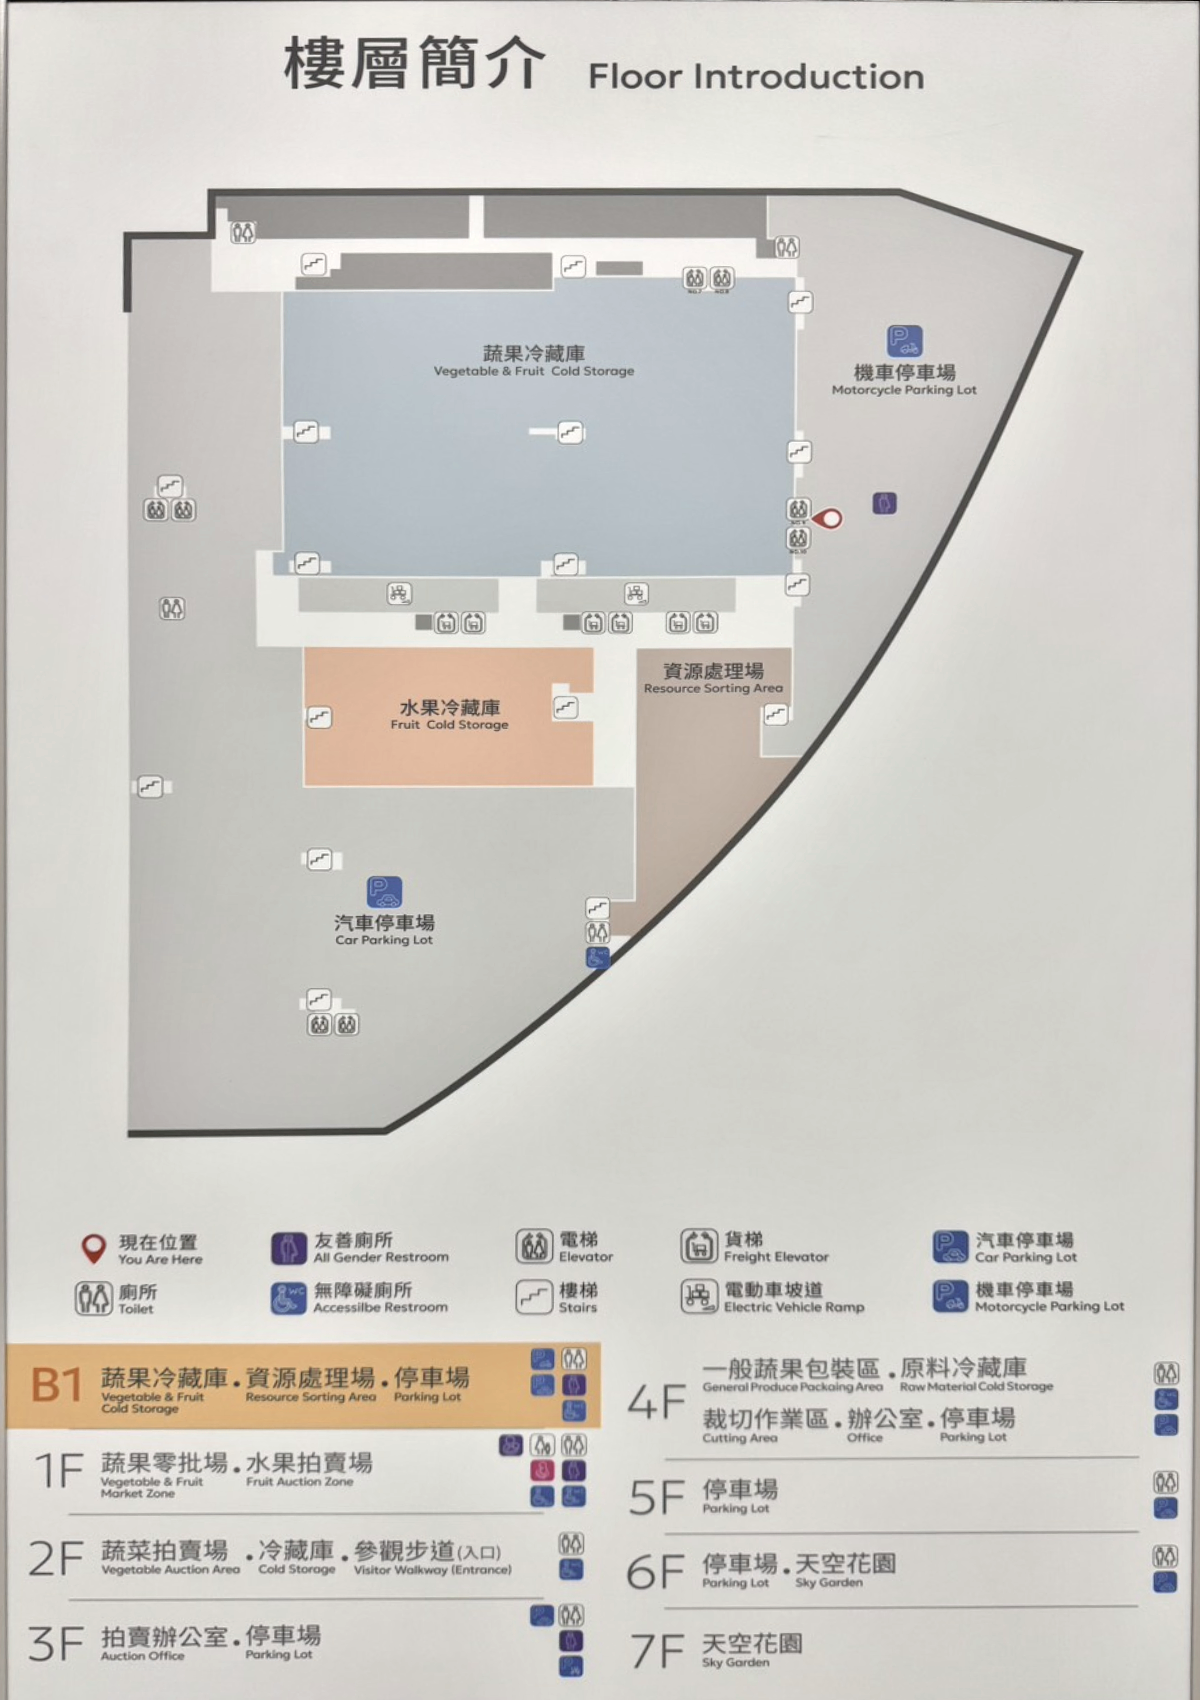 樓層簡介 Floor Introduction
蔬果冷藏庫
Vegetable & Fruit Cold Storage
機車停車場
Motorcycle Parking Lot
資源處理場
Resource Sorting Area
水果冷藏庫
Fruit Cold Storage
汽車停車場
Car Parking Lot
現在位置
You Are Here
友善廁所
All Gender Restroom
電梯
Elevator
貨梯
Freight Elevator
汽車停車場
Car Parking Lot
廁所
Toilet
無障礙廁所
Accessilbe Restroom
樓梯
Stairs
電動車坡道
Electric Vehicle Ramp
機車停車場
Motorcycle Parking Lot
B1 蔬果冷藏庫.資源處理場.停車場
Vegetable & Fruit Cold Storage Resource Sorting Area Parking Lot
1F 蔬果零批場.水果拍賣場
Vegetable & Fruit Market Zone Fruit Auction Zone
2F 蔬菜拍賣場.冷藏庫.參觀步道(入口)
Vegetable Auction Area Cold Storage Visitor Walkway (Entrance)
3F 拍賣辦公室.停車場
Auction Office Parking Lot
4F 一般蔬果包裝區.原料冷藏庫
General Produce Packaing Area Raw Material Cold Storage
裁切作業區.辦公室.停車場
Cutting Area Office Parking Lot
5F 停車場
Parking Lot
6F 停車場.天空花園
Parking Lot Sky Garden
7F 天空花園
Sky Garden